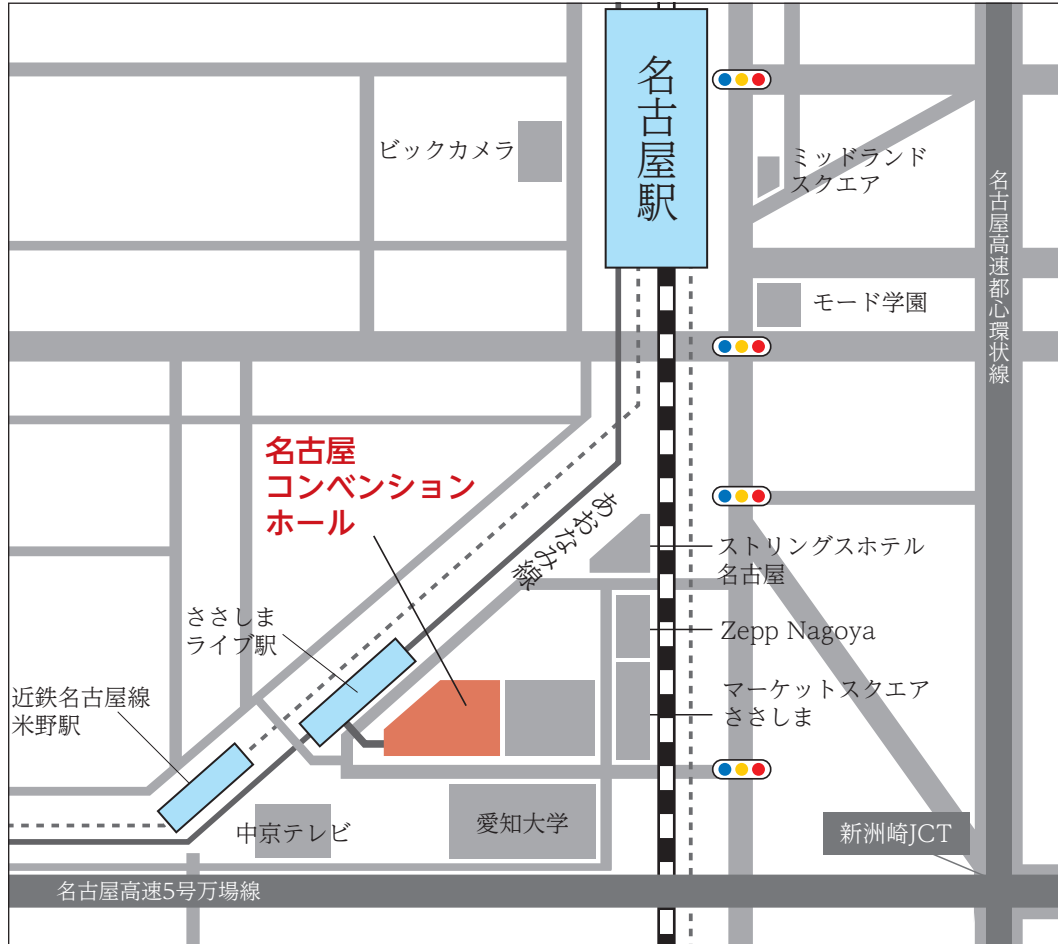 名古屋駅
ビックカメラ
ミッドランド
スクエア
名古屋高速都心環状線
モード学園
名古屋
コンベンション
ホール
あおなみ線
ストリングスホテル
名古屋
ささしま
ライブ駅
Zepp Nagoya
近鉄名古屋線
米野駅
マーケットスクエア
ささしま
中京テレビ
愛知大学
新洲崎JCT
名古屋高速5号万場線